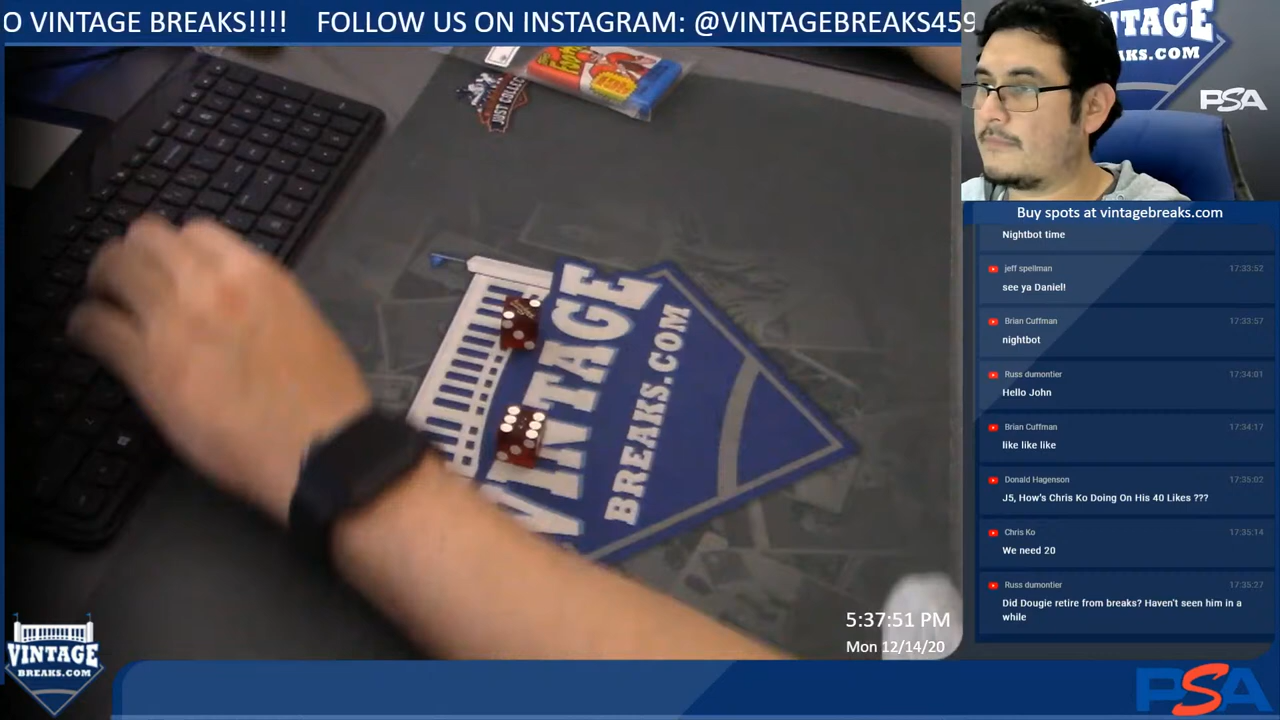 O VINTAGE BREAKS!!!! FOLLOW US ON INSTAGRAM: @VINTAGEBREAKS459
NTAGE
BREAKS.COM
PSA
JUST COLLECT
Buy spots at vintagebreaks.com
Nightbot time
jeff spellman 17:33:52
see ya Daniel!
Brian Cuffman 17:33:57
nightbot
Russ dumontier 17:34:01
Hello John
Brian Cuffman 17:34:17
like like like
Donald Hagenson 17:35:02
J5, How's Chris Ko Doing On His 40 Likes ???
Chris Ko 17:35:14
We need 20
Russ dumontier 17:35:27
Did Dougie retire from breaks? Haven't seen him in a
while
VINTAGE
BREAKS.COM
5:37:51 PM
Mon 12/14/20
VINTAGE
BREAKS.COM
PSA